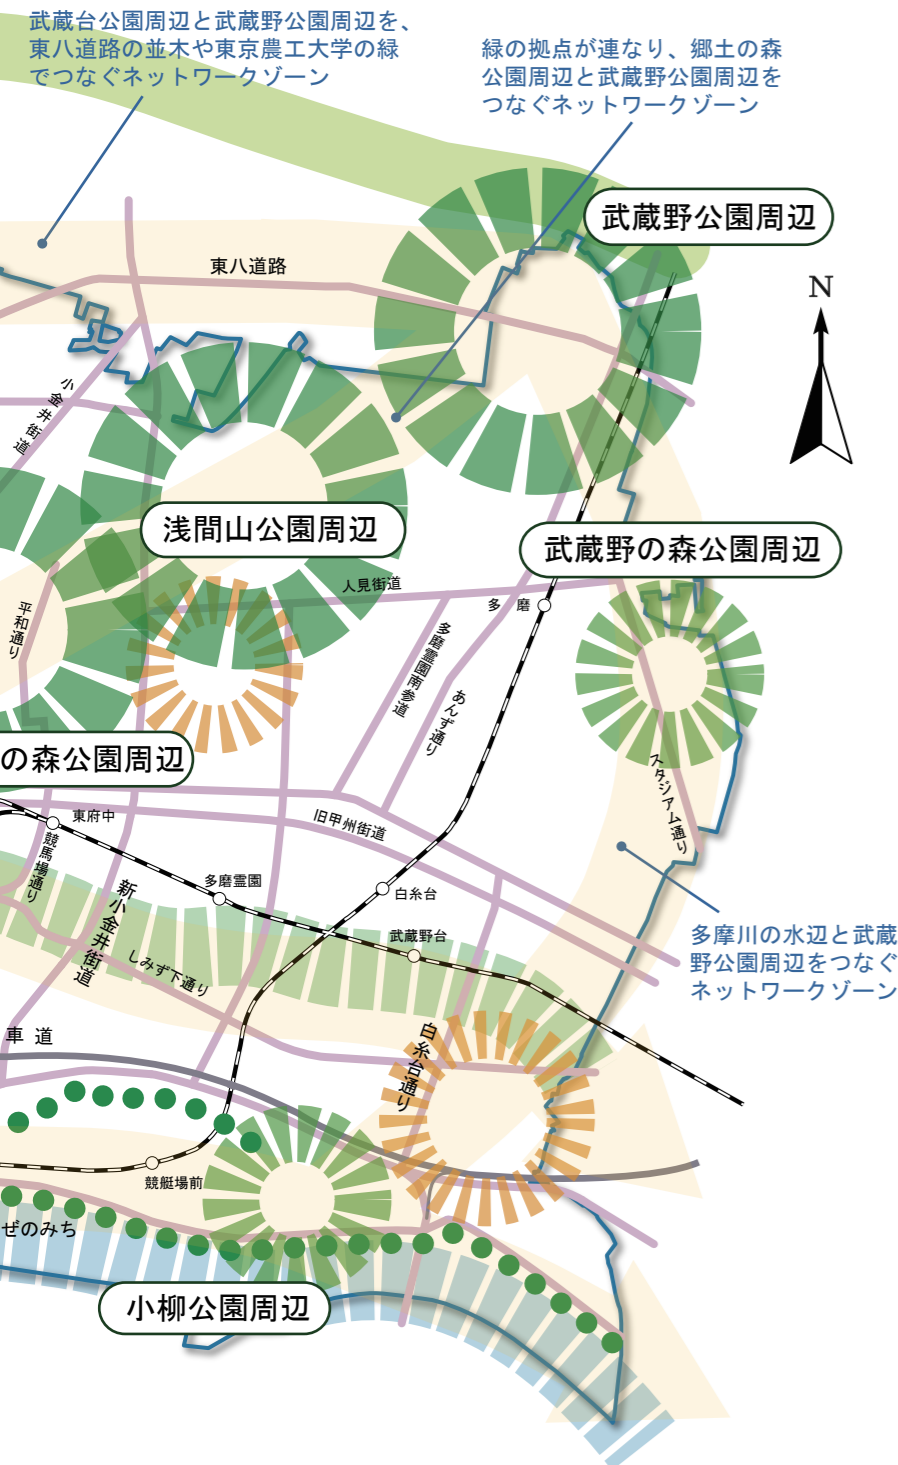 武蔵台公園周辺と武蔵野公園周辺を、
東八道路の並木や東京農工大学の緑
でつなぐネットワークゾーン
緑の拠点が連なり、郷土の森
公園周辺と武蔵野公園周辺を
つなぐネットワークゾーン
武蔵野公園周辺
東八道路
N
小金井街道
浅間山公園周辺
武蔵野の森公園周辺
人見街道
多磨
平和通り
多磨霊園南参道
あんず通り
の森公園周辺
スタジアム通り
東府中
旧甲州街道
競馬場通り
多磨霊園
新小金井街道
白糸台
武蔵野台
多摩川の水辺と武蔵
野公園周辺をつなぐ
ネットワークゾーン
しみず下通り
車道
白糸台通り
競艇場前
ぜのみち
小柳公園周辺